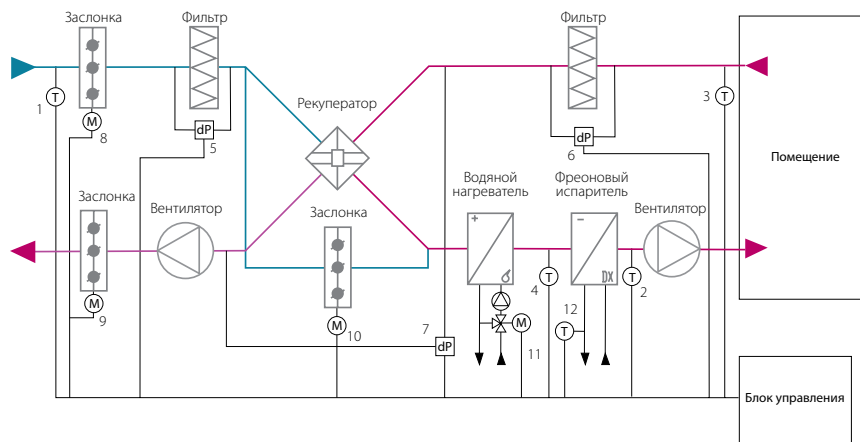 Заслонка
Фильтр
Фильтр
Рекуператор
Помещение
T
1
M
8
dP
5
dP
6
3
T
Заслонка
Вентилятор
Заслонка
Водяной
нагреватель
Фреоновый
испаритель
Вентилятор
+
−
DX
T
4
T
2
M
9
M
10
7
dP
M
11
12
T
Блок управления